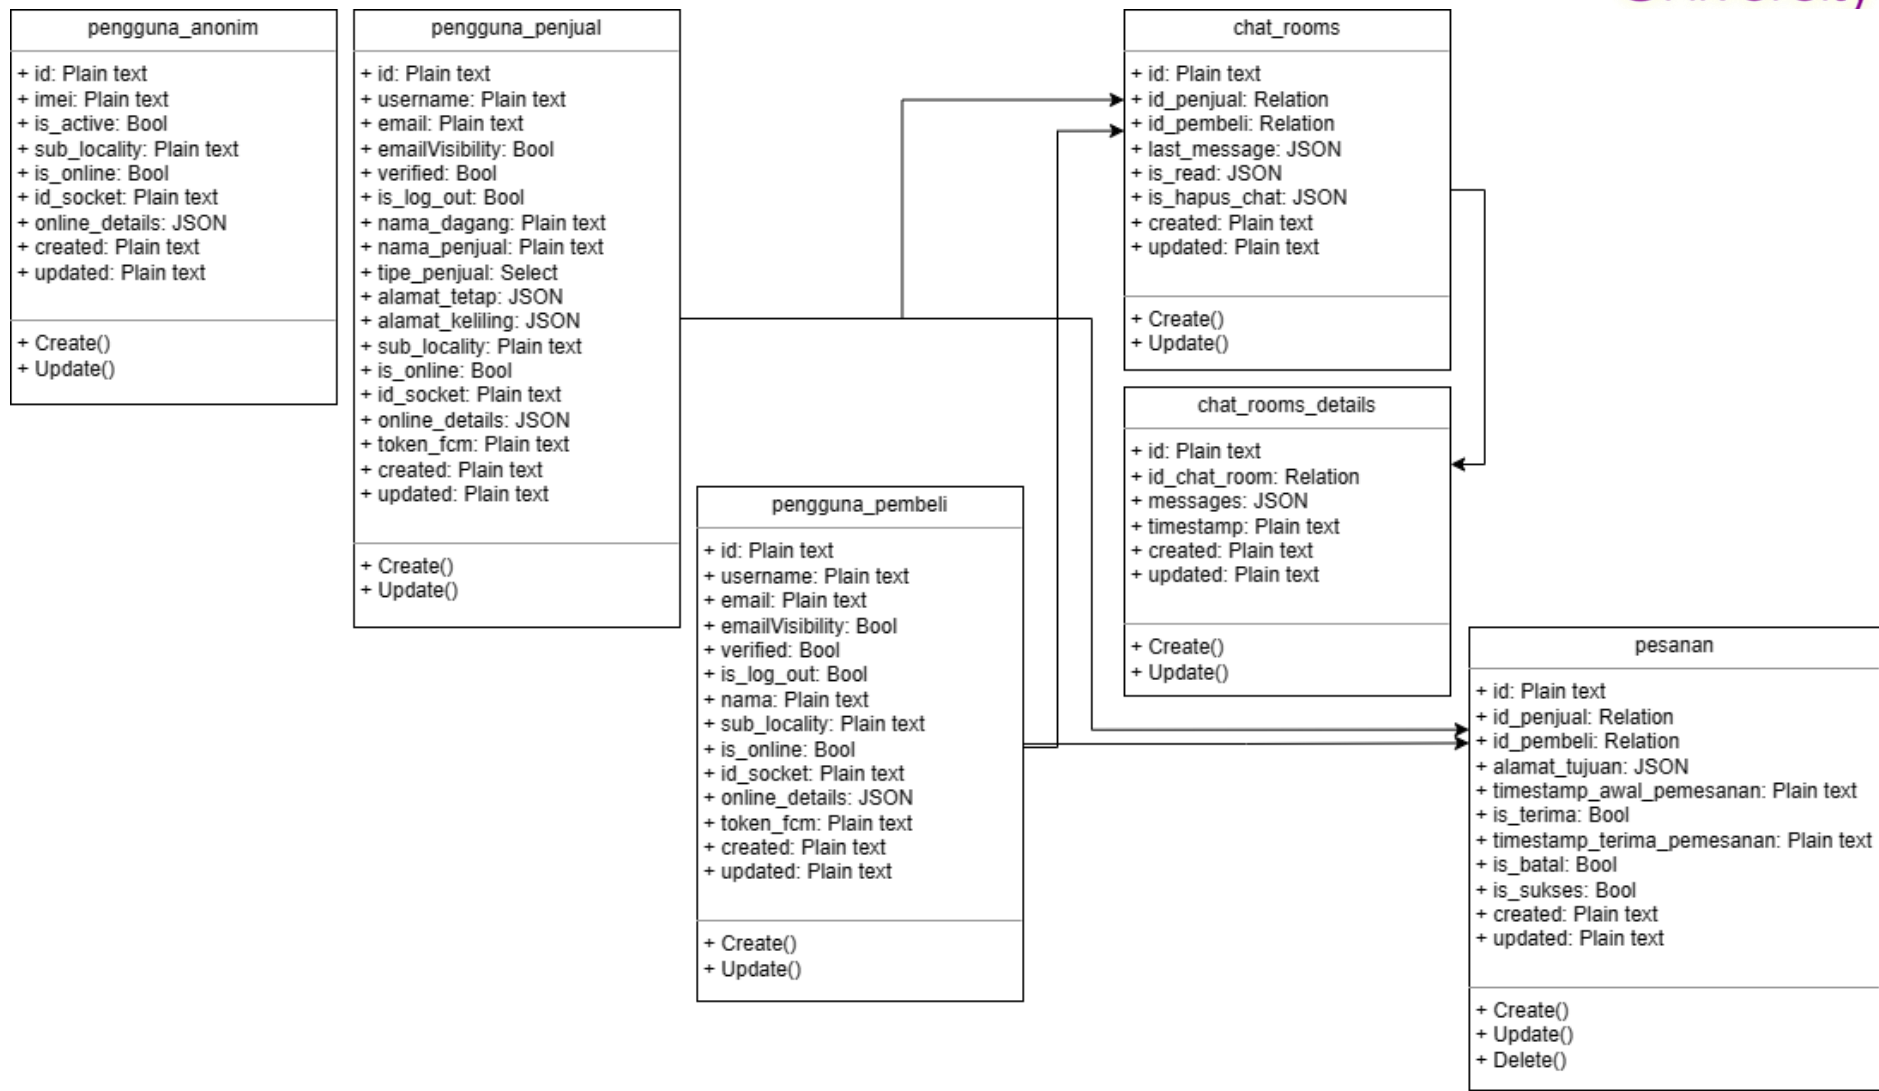 University
pengguna_anonim
+ id: Plain text
+ imei: Plain text
+ is_active: Bool
+ sub_locality: Plain text
+ is_online: Bool
+ id_socket: Plain text
+ online_details: JSON
+ created: Plain text
+ updated: Plain text
+ Create()
+ Update()
pengguna_penjual
+ id: Plain text
+ username: Plain text
+ email: Plain text
+ emailVisibility: Bool
+ verified: Bool
+ is_log_out: Bool
+ nama_dagang: Plain text
+ nama_penjual: Plain text
+ tipe_penjual: Select
+ alamat_tetap: JSON
+ alamat_keliling: JSON
+ sub_locality: Plain text
+ is_online: Bool
+ id_socket: Plain text
+ online_details: JSON
+ token_fcm: Plain text
+ created: Plain text
+ updated: Plain text
+ Create()
+ Update()
pengguna_pembeli
+ id: Plain text
+ username: Plain text
+ email: Plain text
+ emailVisibility: Bool
+ verified: Bool
+ is_log_out: Bool
+ nama: Plain text
+ sub_locality: Plain text
+ is_online: Bool
+ id_socket: Plain text
+ online_details: JSON
+ token_fcm: Plain text
+ created: Plain text
+ updated: Plain text
+ Create()
+ Update()
chat_rooms
+ id: Plain text
+ id_penjual: Relation
+ id_pembeli: Relation
+ last_message: JSON
+ is_read: JSON
+ is_hapus_chat: JSON
+ created: Plain text
+ updated: Plain text
+ Create()
+ Update()
chat_rooms_details
+ id: Plain text
+ id_chat_room: Relation
+ messages: JSON
+ timestamp: Plain text
+ created: Plain text
+ updated: Plain text
+ Create()
+ Update()
pesanan
+ id: Plain text
+ id_penjual: Relation
+ id_pembeli: Relation
+ alamat_tujuan: JSON
+ timestamp_awal_pemesanan: Plain text
+ is_terima: Bool
+ timestamp_terima_pemesanan: Plain text
+ is_batal: Bool
+ is_sukses: Bool
+ created: Plain text
+ updated: Plain text
+ Create()
+ Update()
+ Delete()